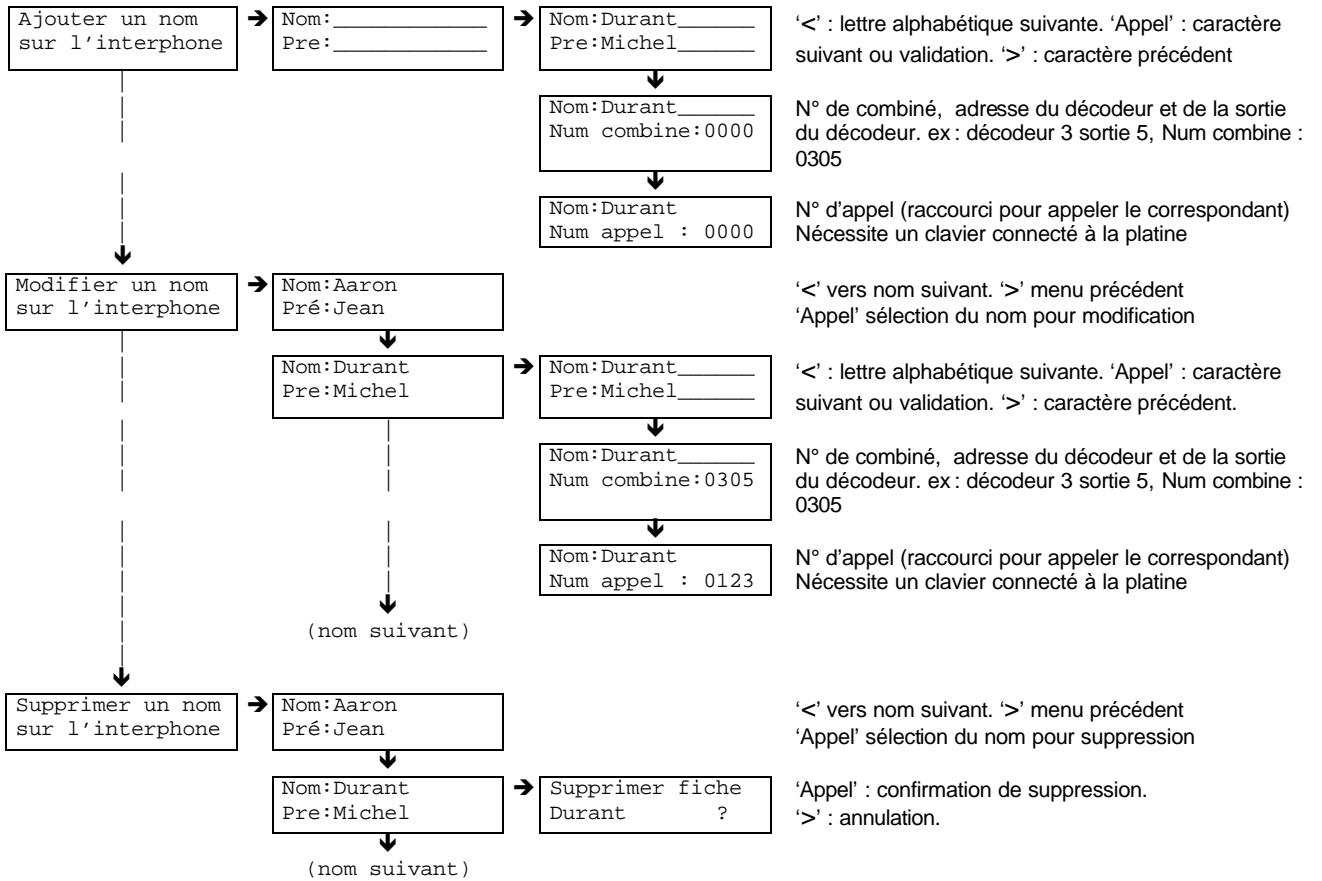 Ajouter un nom
sur l'interphone
Nom:____________
Pre:____________
Nom:Durant______
Pre:Michel______
'<' : lettre alphabétique suivante. 'Appel' : caractère
suivant ou validation. '>' : caractère précédent
Nom:Durant______
Num combine:0000
N° de combiné, adresse du décodeur et de la sortie
du décodeur. ex : décodeur 3 sortie 5, Num combine :
0305
Nom:Durant
Num appel : 0000
N° d'appel (raccourci pour appeler le correspondant)
Nécessite un clavier connecté à la platine
Modifier un nom
sur l'interphone
Nom:Aaron
Pré:Jean
'<' vers nom suivant. '>' menu précédent
'Appel' sélection du nom pour modification
Nom:Durant
Pre:Michel
Nom:Durant______
Pre:Michel______
'<' : lettre alphabétique suivante. 'Appel' : caractère
suivant ou validation. '>' : caractère précédent.
Nom:Durant______
Num combine:0305
N° de combiné, adresse du décodeur et de la sortie
du décodeur. ex : décodeur 3 sortie 5, Num combine :
0305
Nom:Durant
Num appel : 0123
N° d'appel (raccourci pour appeler le correspondant)
Nécessite un clavier connecté à la platine
(nom suivant)
Supprimer un nom
sur l'interphone
Nom:Aaron
Pré:Jean
'<' vers nom suivant. '>' menu précédent
'Appel' sélection du nom pour suppression
Nom:Durant
Pre:Michel
Supprimer fiche
Durant ?
'Appel' : confirmation de suppression.
'>' : annulation.
(nom suivant)